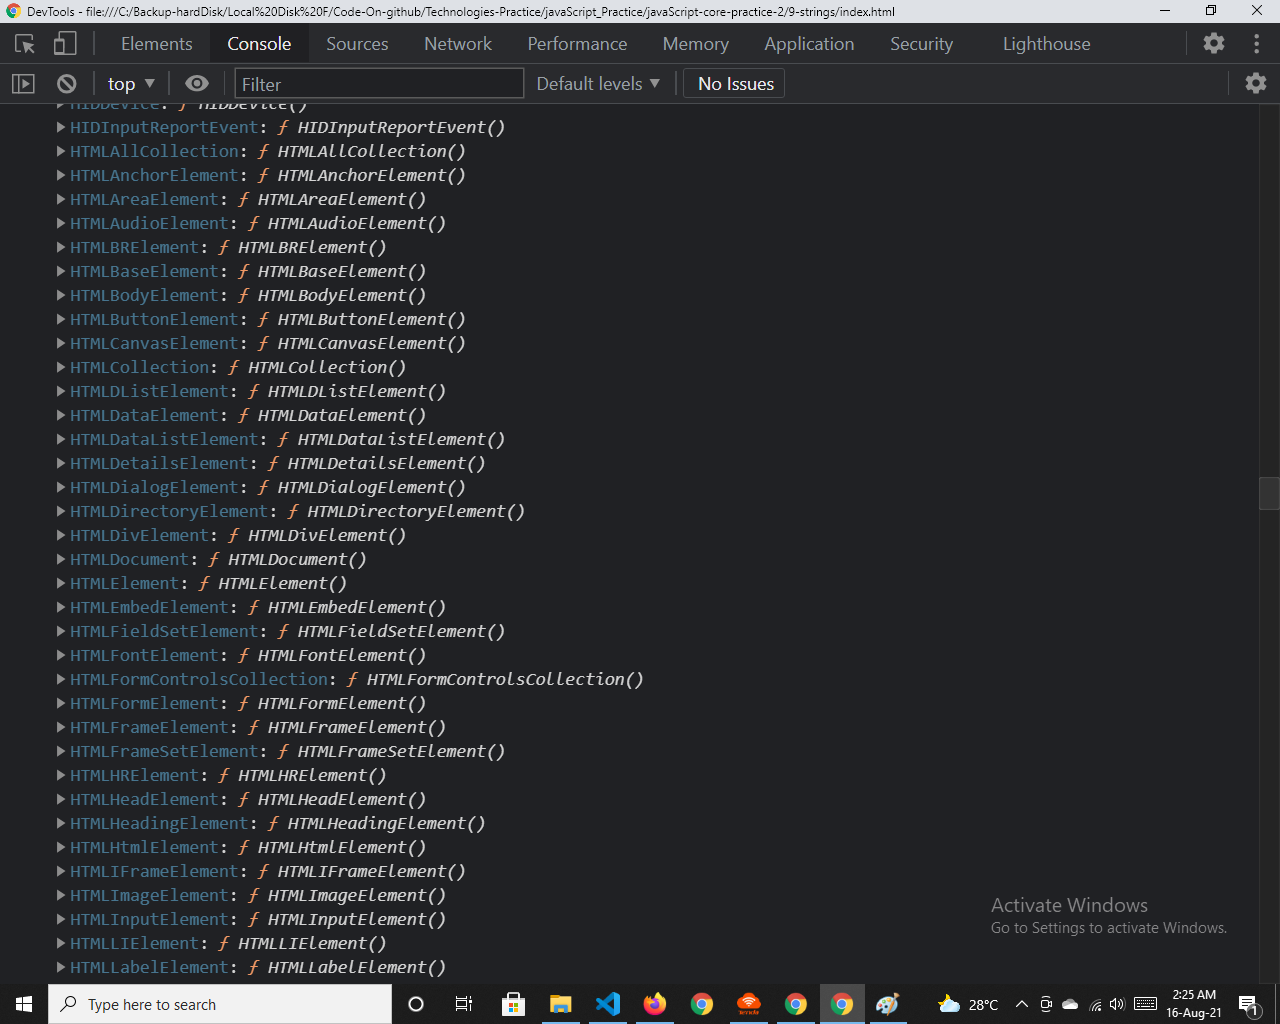 DevTools - file:///C:/Backup-hardDisk/Local%20Disk%20F/Code-On-github/Technologies-Practice/javaScript_Practice/javaScript-core-practice-2/9-strings/index.html
Elements Console Sources Network Performance Memory Application Security Lighthouse
top Filter Default levels No Issues
HIDDevice: ƒ HIDDevice()
HIDInputReportEvent: ƒ HIDInputReportEvent()
HTMLAllCollection: ƒ HTMLAllCollection()
HTMLAnchorElement: ƒ HTMLAnchorElement()
HTMLAreaElement: ƒ HTMLAreaElement()
HTMLAudioElement: ƒ HTMLAudioElement()
HTMLBRElement: ƒ HTMLBRElement()
HTMLBaseElement: ƒ HTMLBaseElement()
HTMLBodyElement: ƒ HTMLBodyElement()
HTMLButtonElement: ƒ HTMLButtonElement()
HTMLCanvasElement: ƒ HTMLCanvasElement()
HTMLCollection: ƒ HTMLCollection()
HTMLDListElement: ƒ HTMLDListElement()
HTMLDataElement: ƒ HTMLDataElement()
HTMLDataListElement: ƒ HTMLDataListElement()
HTMLDetailsElement: ƒ HTMLDetailsElement()
HTMLDialogElement: ƒ HTMLDialogElement()
HTMLDirectoryElement: ƒ HTMLDirectoryElement()
HTMLDivElement: ƒ HTMLDivElement()
HTMLDocument: ƒ HTMLDocument()
HTMLElement: ƒ HTMLElement()
HTMLEmbedElement: ƒ HTMLEmbedElement()
HTMLFieldSetElement: ƒ HTMLFieldSetElement()
HTMLFontElement: ƒ HTMLFontElement()
HTMLFormControlsCollection: ƒ HTMLFormControlsCollection()
HTMLFormElement: ƒ HTMLFormElement()
HTMLFrameElement: ƒ HTMLFrameElement()
HTMLFrameSetElement: ƒ HTMLFrameSetElement()
HTMLHRElement: ƒ HTMLHRElement()
HTMLHeadElement: ƒ HTMLHeadElement()
HTMLHeadingElement: ƒ HTMLHeadingElement()
HTMLHtmlElement: ƒ HTMLHtmlElement()
HTMLIFrameElement: ƒ HTMLIFrameElement()
HTMLImageElement: ƒ HTMLImageElement()
HTMLInputElement: ƒ HTMLInputElement()
HTMLLIElement: ƒ HTMLLIElement()
HTMLLabelElement: ƒ HTMLLabelElement()
Activate Windows
Go to Settings to activate Windows.
Type here to search
28°C
2:25 AM
16-Aug-21
1